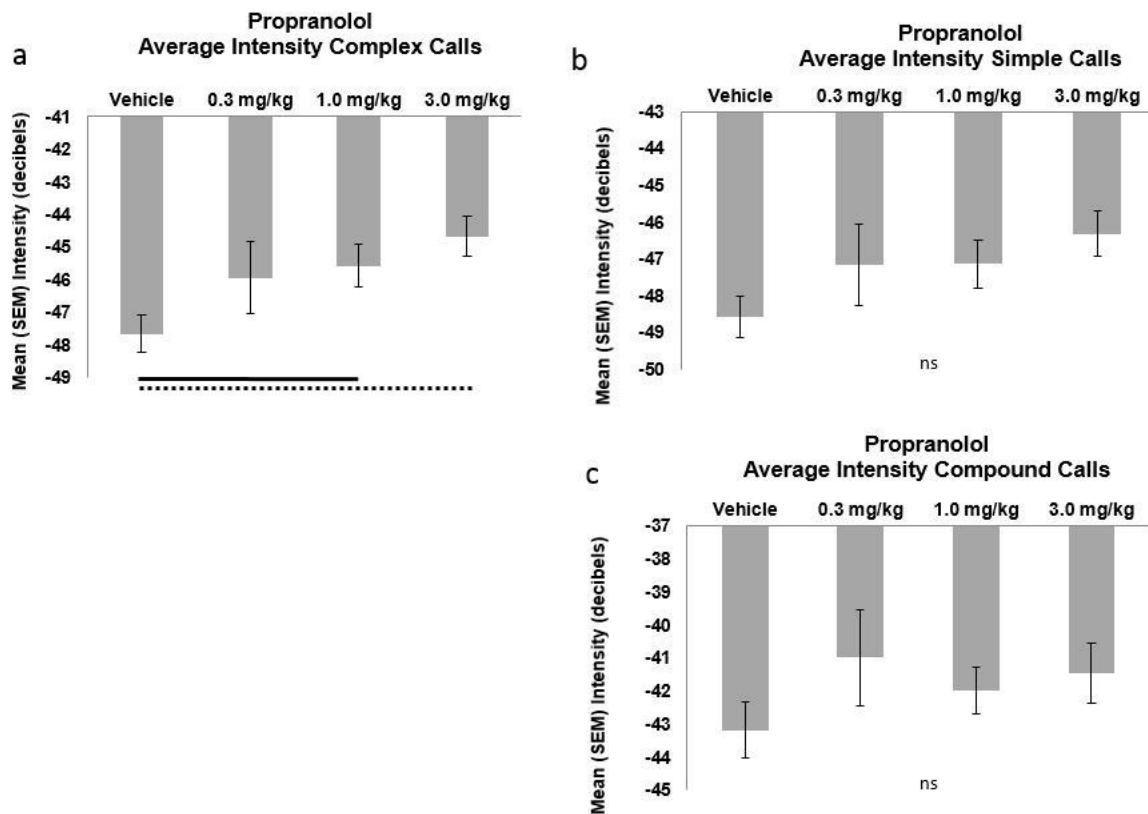 a
Propranolol
Average Intensity Complex Calls
Vehicle 0.3 mg/kg 1.0 mg/kg 3.0 mg/kg
Mean (SEM) Intensity (decibels)
-41
-42
-43
-44
-45
-46
-47
-48
-49
b
Propranolol
Average Intensity Simple Calls
Vehicle 0.3 mg/kg 1.0 mg/kg 3.0 mg/kg
Mean (SEM) Intensity (decibels)
-43
-44
-45
-46
-47
-48
-49
-50
ns
c
Propranolol
Average Intensity Compound Calls
Vehicle 0.3 mg/kg 1.0 mg/kg 3.0 mg/kg
Mean (SEM) Intensity (decibels)
-37
-38
-39
-40
-41
-42
-43
-44
-45
ns